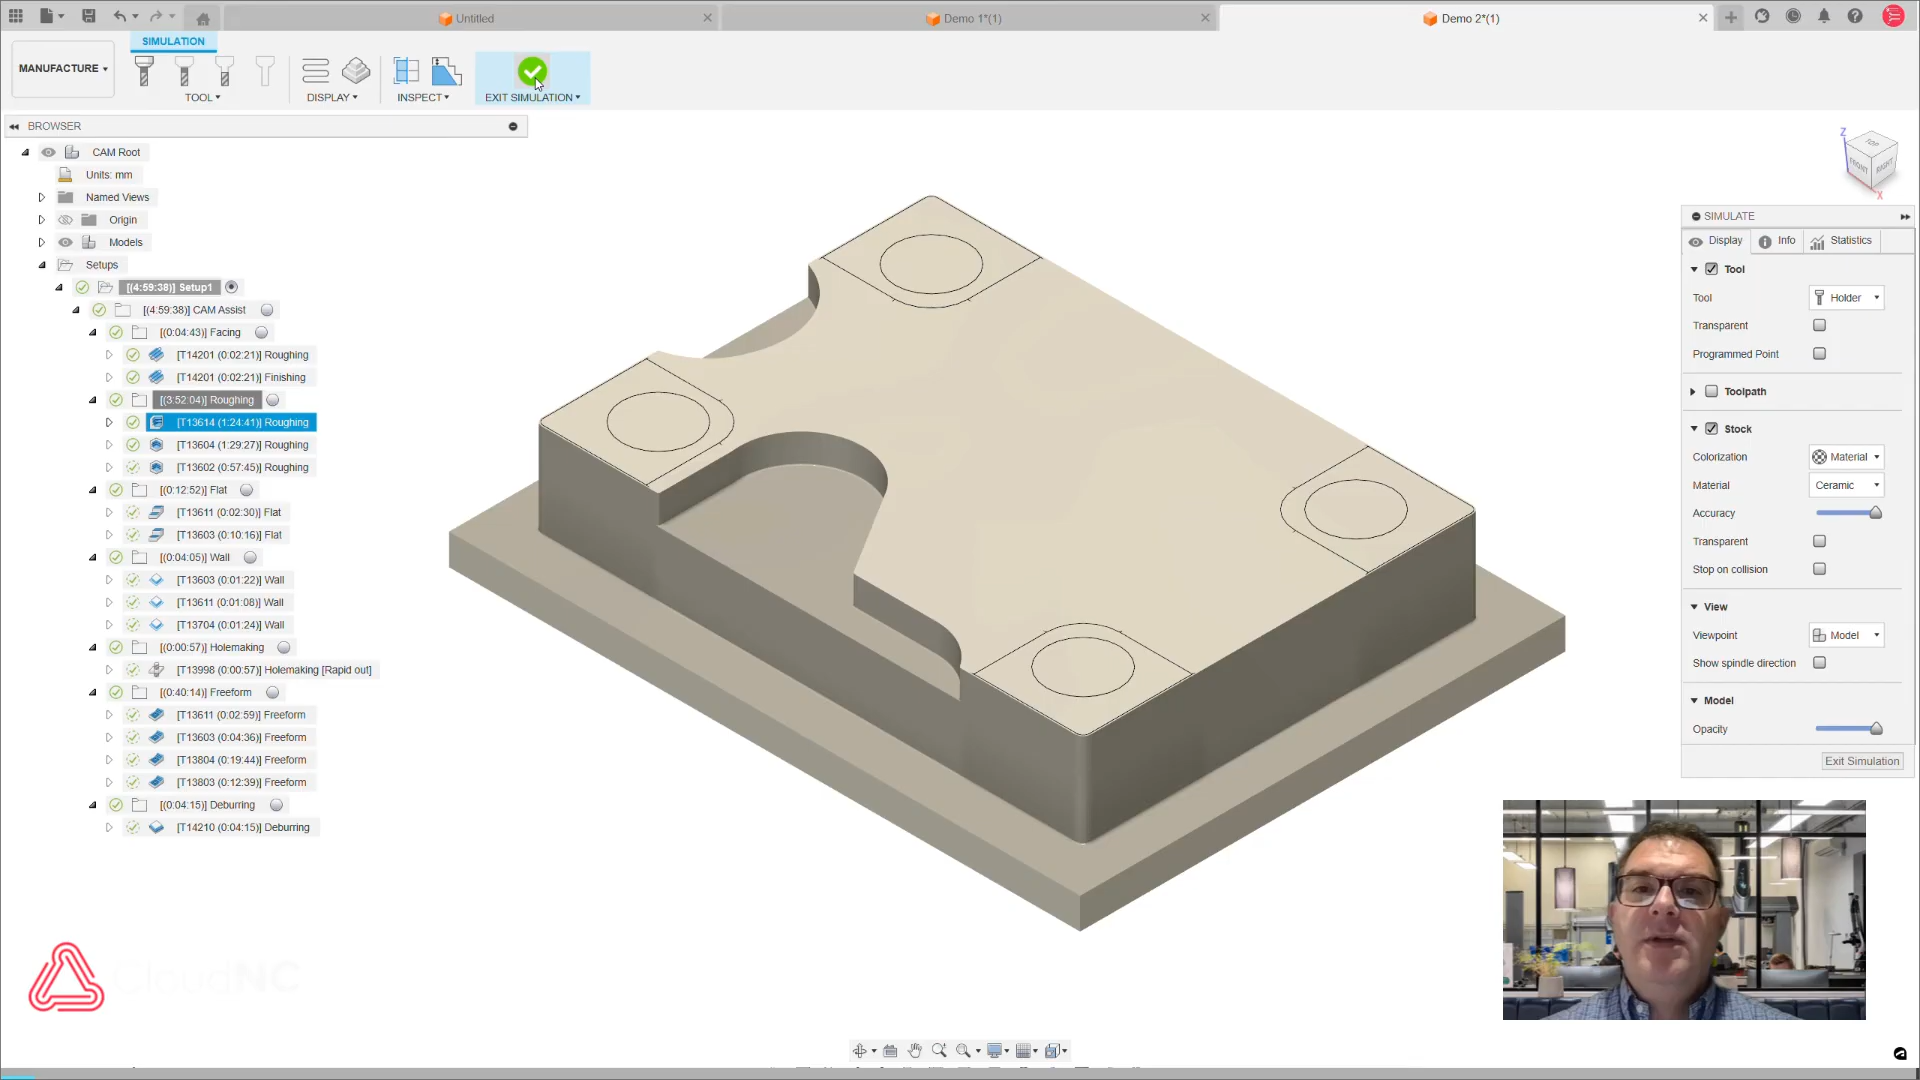 Untitled
Demo 1*(1)
Demo 2*(1)
SIMULATION
MANUFACTURE
TOOL
DISPLAY
INSPECT
EXIT SIMULATION
BROWSER
CAM Root
Units: mm
Named Views
Origin
Models
Setups
[(4:59:38)] Setup1
[(4:59:38)] CAM Assist
[(0:04:43)] Facing
[T14201 (0:02:21)] Roughing
[T14201 (0:02:21)] Finishing
[(3:52:04)] Roughing
[T13614 (1:24:41)] Roughing
[T13604 (1:29:27)] Roughing
[T13602 (0:57:45)] Roughing
[(0:12:52)] Flat
[T13611 (0:02:30)] Flat
[T13603 (0:10:16)] Flat
[(0:04:05)] Wall
[T13603 (0:01:22)] Wall
[T13611 (0:01:08)] Wall
[T13704 (0:01:24)] Wall
[(0:00:57)] Holemaking
[T13998 (0:00:57)] Holemaking [Rapid out]
[(0:40:14)] Freeform
[T13611 (0:02:59)] Freeform
[T13603 (0:04:36)] Freeform
[T13804 (0:19:44)] Freeform
[T13803 (0:12:39)] Freeform
[(0:04:15)] Deburring
[T14210 (0:04:15)] Deburring
Z
TOP
FRONT
RIGHT
X
SIMULATE
Display
Info
Statistics
Tool
Tool
Holder
Transparent
Programmed Point
Toolpath
Stock
Colorization
Material
Material
Ceramic
Accuracy
Transparent
Stop on collision
View
Viewpoint
Model
Show spindle direction
Model
Opacity
Exit Simulation
CloudNC